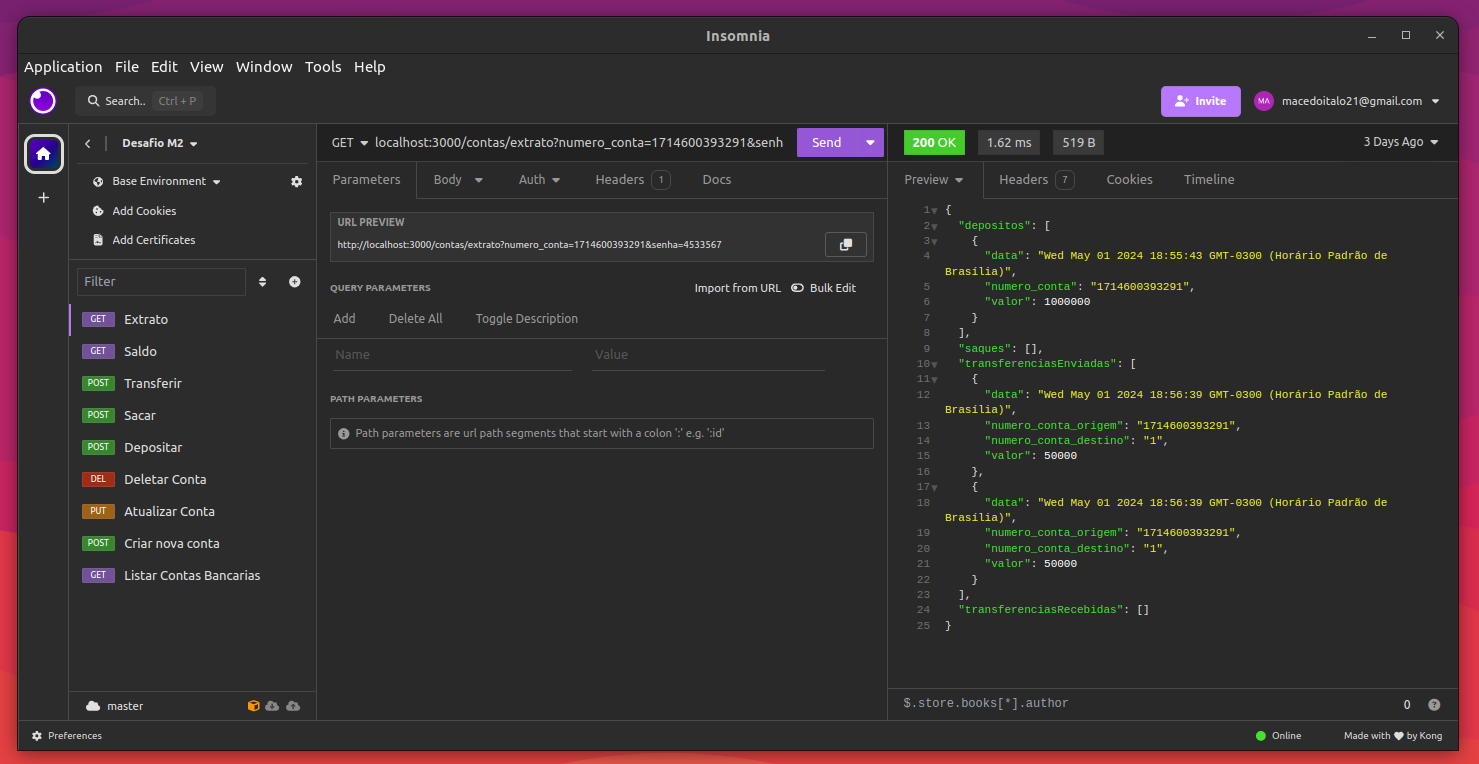 Insomnia
Application File Edit View Window Tools Help
Search.. Ctrl + P
Invite
MA
macedoitalo21@gmail.com
Desafio M2
Base Environment
Add Cookies
Add Certificates
Filter
GET Extrato
GET Saldo
POST Transferir
POST Sacar
POST Depositar
DEL Deletar Conta
PUT Atualizar Conta
POST Criar nova conta
GET Listar Contas Bancarias
master
GET localhost:3000/contas/extrato?numero_conta=1714600393291&senh
Send
Parameters Body Auth Headers 1 Docs
URL PREVIEW
http://localhost:3000/contas/extrato?numero_conta=1714600393291&senha=4533567
QUERY PARAMETERS Import from URL Bulk Edit
Add Delete All Toggle Description
Name Value
PATH PARAMETERS
Path parameters are url path segments that start with a colon ':' e.g. ':id'
200 OK 1.62 ms 519 B 3 Days Ago
Preview Headers 7 Cookies Timeline
1 {
2 "depositos": [
3 {
4 "data": "Wed May 01 2024 18:55:43 GMT-0300 (Horário Padrão de
Brasília)",
5 "numero_conta": "1714600393291",
6 "valor": 1000000
7 }
8 ],
9 "saques": [],
10 "transferenciasEnviadas": [
11 {
12 "data": "Wed May 01 2024 18:56:39 GMT-0300 (Horário Padrão de
Brasília)",
13 "numero_conta_origem": "1714600393291",
14 "numero_conta_destino": "1",
15 "valor": 50000
16 },
17 {
18 "data": "Wed May 01 2024 18:56:39 GMT-0300 (Horário Padrão de
Brasília)",
19 "numero_conta_origem": "1714600393291",
20 "numero_conta_destino": "1",
21 "valor": 50000
22 }
23 ],
24 "transferenciasRecebidas": []
25 }
$.store.books[*].author 0
Preferences
Online
Made with ❤ by Kong